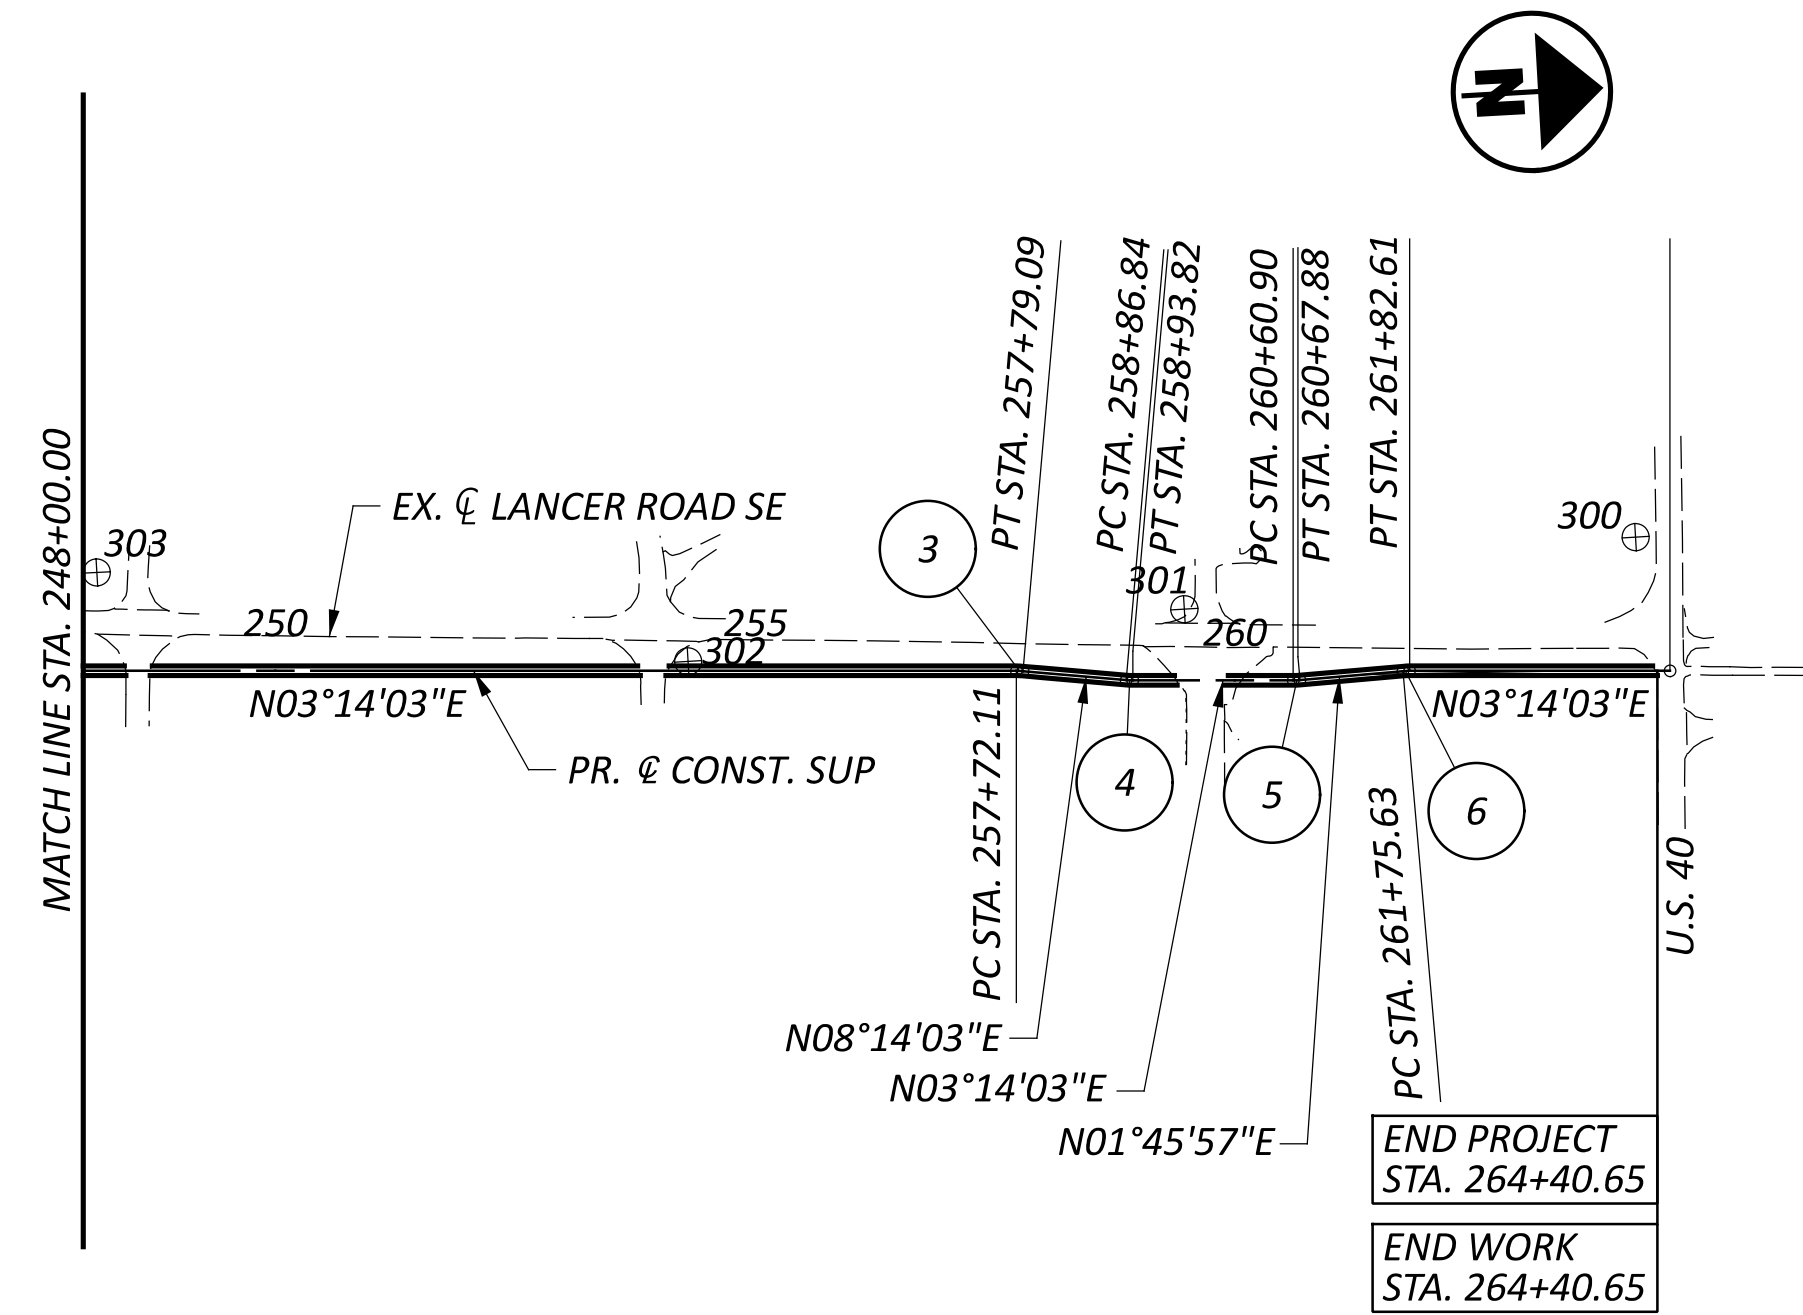 N
MATCH LINE STA. 248+00.00
PT STA. 257+79.09
PC STA. 258+86.84
PT STA. 258+93.82
PC STA. 260+60.90
PT STA. 260+67.88
PT STA. 261+82.61
EX. ℄ LANCER ROAD SE
303
3
301
300
250
255
302
260
N03°14'03"E
N03°14'03"E
PR. ℄ CONST. SUP
4
5
6
PC STA. 257+72.11
PC STA. 261+75.63
U.S. 40
N08°14'03"E
N03°14'03"E
N01°45'57"E
END PROJECT
STA. 264+40.65
END WORK
STA. 264+40.65